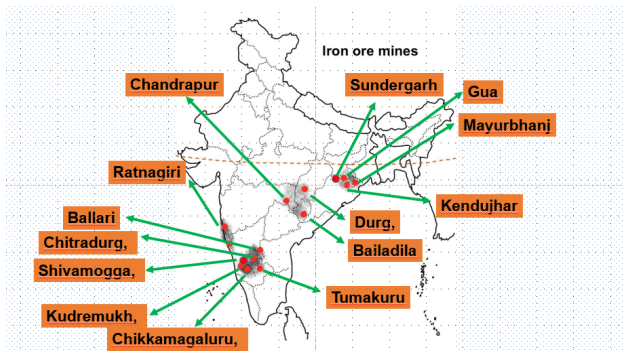 Iron ore mines
Chandrapur
Sundergarh
Gua
Mayurbhanj
Ratnagiri
Kendujhar
Ballari
Durg,
Chitradurg,
Bailadila
Shivamogga,
Tumakuru
Kudremukh,
Chikkamagaluru,